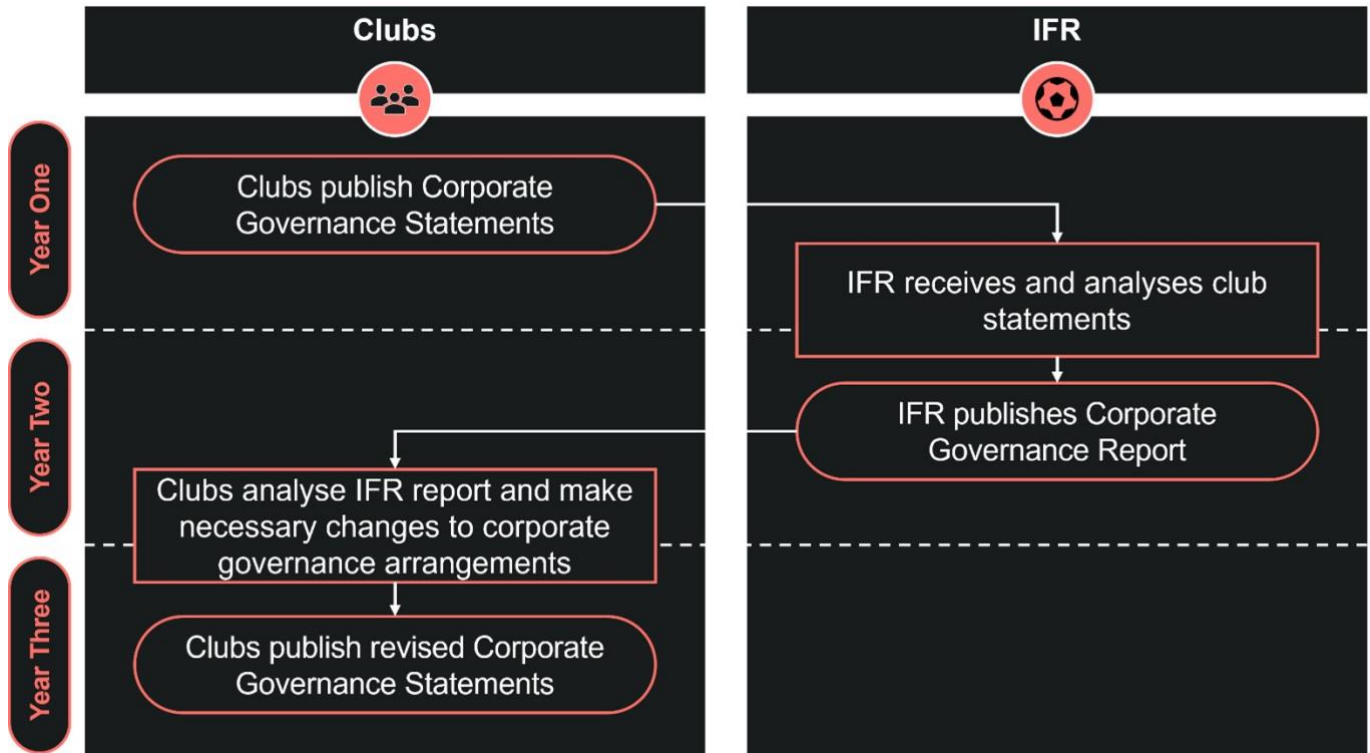 Clubs
IFR
Year One
Clubs publish Corporate
Governance Statements
IFR receives and analyses club
statements
Year Two
IFR publishes Corporate
Governance Report
Clubs analyse IFR report and make
necessary changes to corporate
governance arrangements
Year Three
Clubs publish revised Corporate
Governance Statements